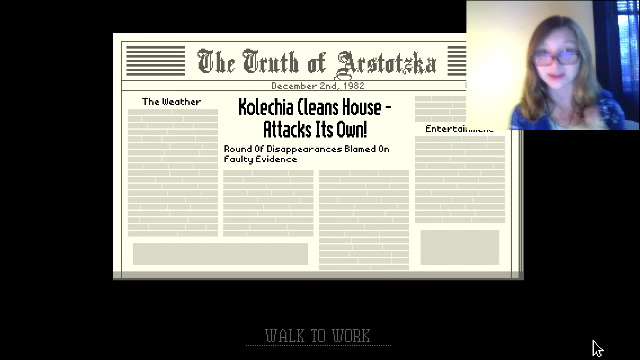 The Truth of Arstotzka
December 2nd, 1982
The Weather
Kolechia Cleans House -
Attacks Its Own!
Round Of Disappearances Blamed On
Faulty Evidence
Entertainment
WALK TO WORK